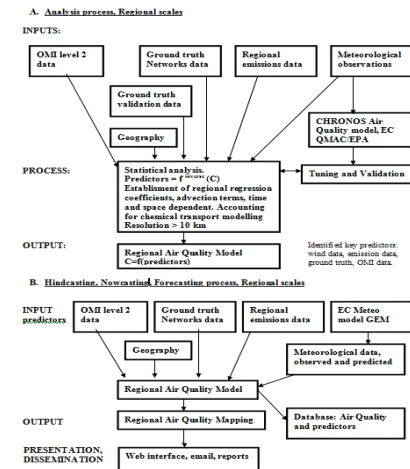 A. Analysis process, Regional scales
INPUTS:
OMI level 2
data
Ground truth
Networks data
Regional
emissions data
Meteorological
observations
Ground truth
validation data
Geography
CHRONOS Air
Quality model, EC
QMAC/EPA
PROCESS:
Statistical analysis.
Predictors = f (C)
Establisment of regional regression
coefficients, advection terms, time
and space dependent. Accounting
for chemical transport modelling
Resolution > 10 km
Tuning and Validation
OUTPUT:
Regional Air Quality Model
C=f(predictors)
Identified key predictors:
wind data, emission data,
ground truth, OMI data.
B. Hindcasting, Nowcasting, Forecasting process, Regional scales
INPUT
predictors
OMI level 2
data
Ground truth
Networks data
Regional
emissions data
EC Meteo
model GEM
Geography
Meteorological data,
observed and predicted
Regional Air Quality Model
OUTPUT
Regional Air Quality Mapping
Database: Air Quality
and predictors
PRESENTATION,
DISSEMINATION
Web interface, email, reports